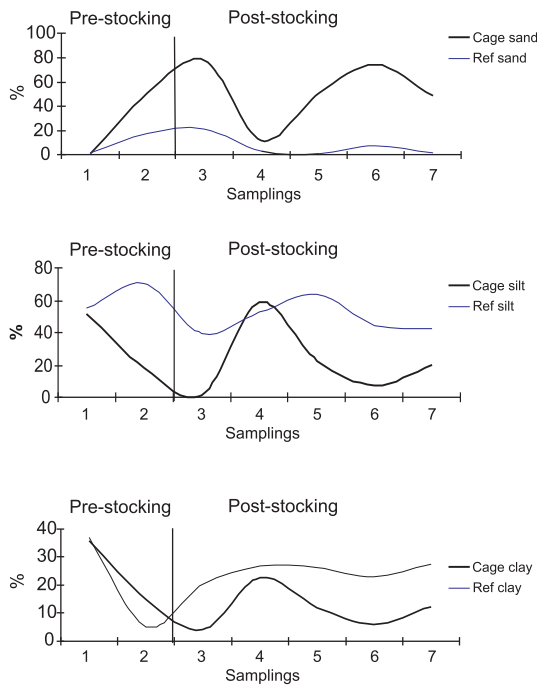 Pre-stocking Post-stocking
100
80
60
40
20
0
%
1 2 3 4 5 6 7
Samplings
Cage sand
Ref sand
Pre-stocking Post-stocking
80
60
40
20
0
%
1 2 3 4 5 6 7
Samplings
Cage silt
Ref silt
Pre-stocking Post-stocking
40
30
20
10
0
%
1 2 3 4 5 6 7
Samplings
Cage clay
Ref clay